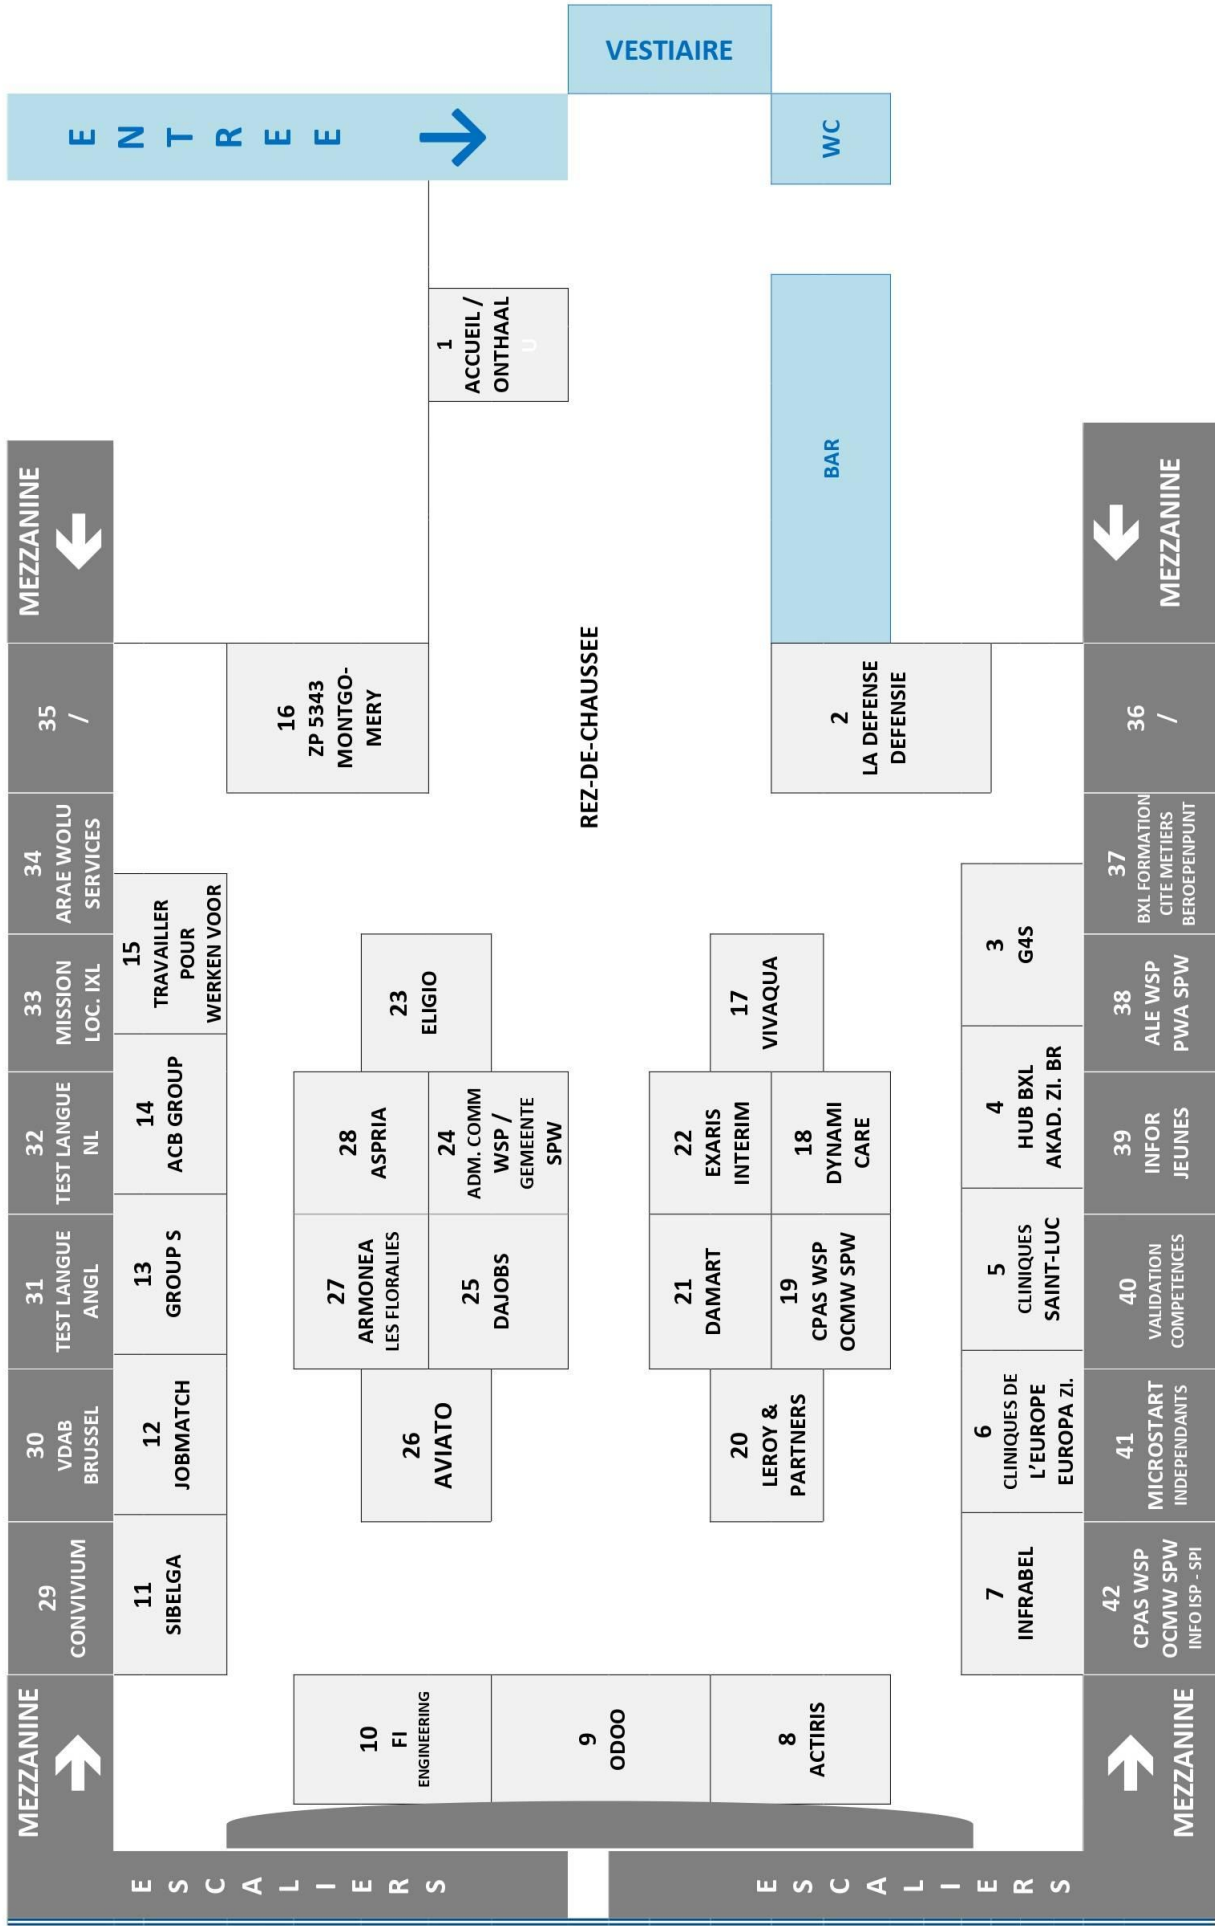 MEZZANINE
29
CONVIVIUM
30
VDAB
BRUSSEL
31
TEST LANGUE
ANGL
32
TEST LANGUE
NL
33
MISSION
LOC. IXL
34
ARAE WOLU
SERVICES
35
/
MEZZANINE
E N T R E E
11
SIBELGA
12
JOBMATCH
13
GROUP S
14
ACB GROUP
15
TRAVAILLER
POUR
WERKEN VOOR
16
ZP 5343
MONTGO-
MERY
E S C A L I E R S
10
FI
ENGINEERING
26
AVIATO
27
ARMONEA
LES FLORALIES
28
ASPRIA
23
ELIGIO
25
DAJOBS
24
ADM. COMM
WSP /
GEMEENTE
SPW
1
ACCUEIL /
ONTHAAL
U
9
ODOO
REZ-DE-CHAUSSEE
VESTIAIRE
21
DAMART
22
EXARIS
INTERIM
20
LEROY &
PARTNERS
17
VIVAQUA
8
ACTIRIS
19
CPAS WSP
OCMW SPW
18
DYNAMI
CARE
2
LA DEFENSE
DEFENSIE
BAR
WC
E S C A L I E R S
7
INFRABEL
6
CLINIQUES DE
L'EUROPE
EUROPA ZI.
5
CLINIQUES
SAINT-LUC
4
HUB BXL
AKAD. ZI. BR
3
G4S
MEZZANINE
42
CPAS WSP
OCMW SPW
INFO ISP - SPI
41
MICROSTART
INDEPENDANTS
40
VALIDATION
COMPETENCES
39
INFOR
JEUNES
38
ALE WSP
PWA SPW
37
BXL FORMATION
CITE METIERS
BEROEPENPUNT
36
/
MEZZANINE